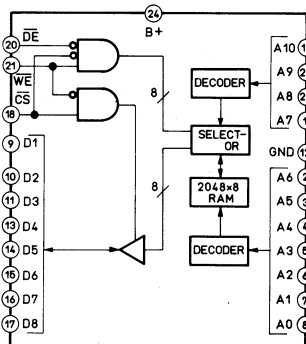 24
B+
20 DE
21 WE
18 CS
9 D1
10 D2
11 D3
13 D4
14 D5
15 D6
16 D7
17 D8
8
8
DECODER
SELECT-
OR
2048×8
RAM
DECODER
A10
A9
A8
A7
GND
A6
A5
A4
A3
A2
A1
A0